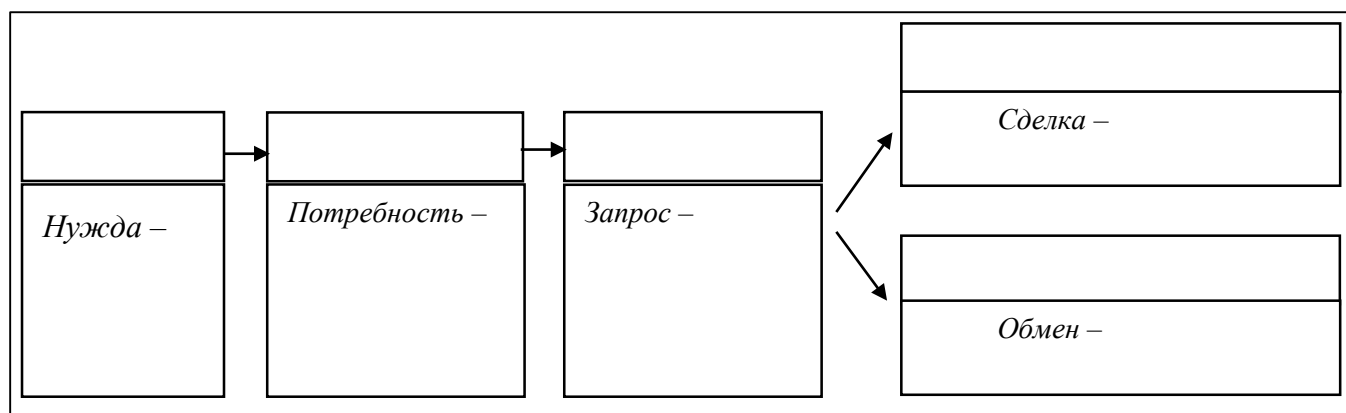 Сделка –
Нужда –
Потребность –
Запрос –
Обмен –